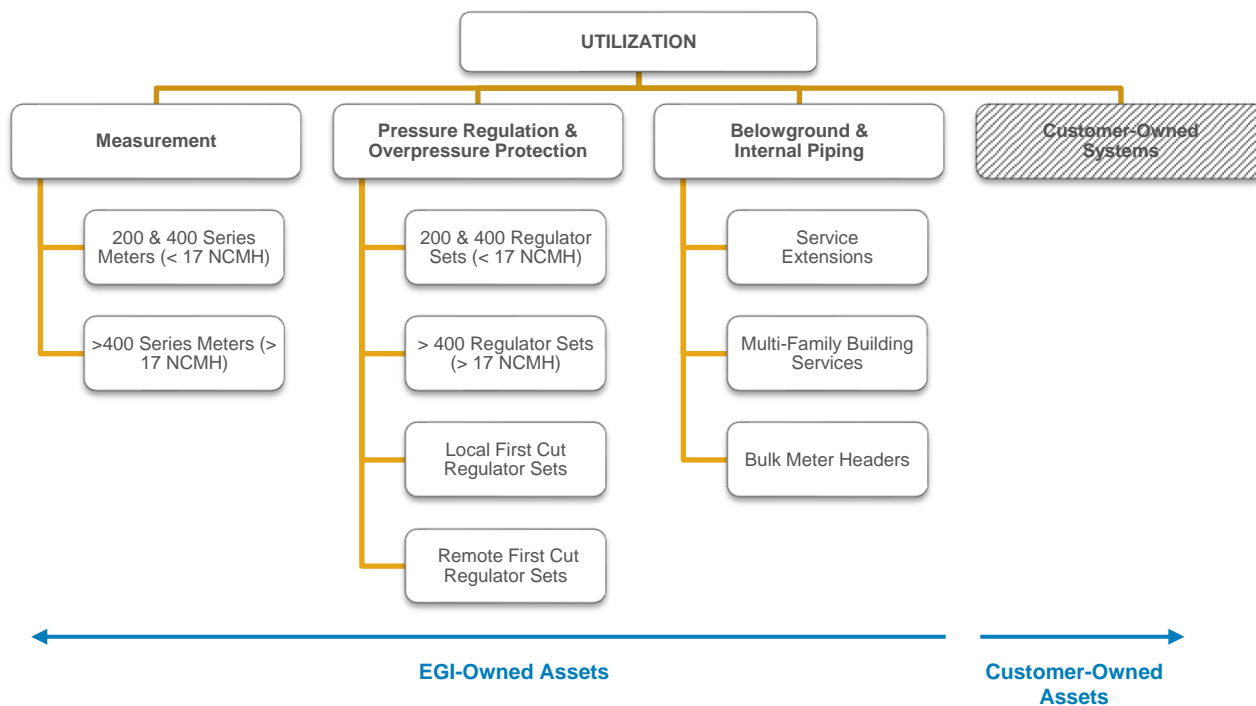 UTILIZATION
Measurement
Pressure Regulation &
Overpressure Protection
Belowground &
Internal Piping
Customer-Owned
Systems
200 & 400 Series
Meters (< 17 NCMH)
>400 Series Meters (>
17 NCMH)
200 & 400 Regulator
Sets (< 17 NCMH)
> 400 Regulator Sets
(> 17 NCMH)
Local First Cut
Regulator Sets
Remote First Cut
Regulator Sets
Service
Extensions
Multi-Family Building
Services
Bulk Meter Headers
EGI-Owned Assets
Customer-Owned
Assets